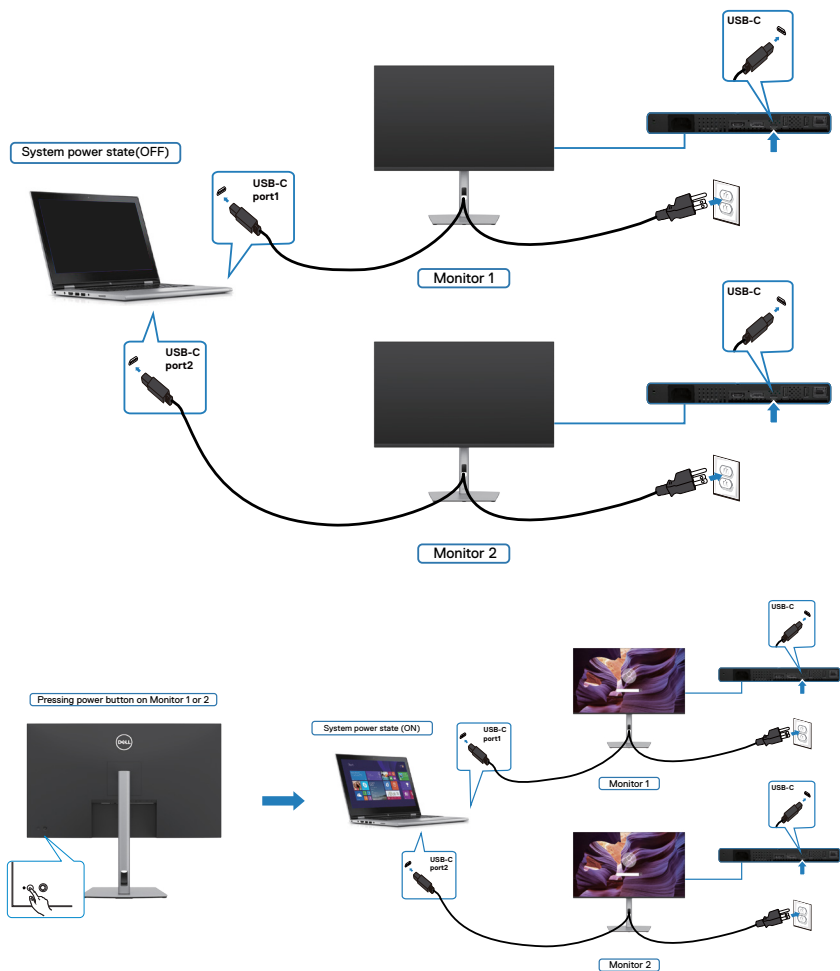 USB-C
System power state(OFF)
USB-C
port1
Monitor 1
USB-C
USB-C
port2
Monitor 2
USB-C
Pressing power button on Monitor 1 or 2
DELL
System power state (ON)
USB-C
port1
Monitor 1
USB-C
USB-C
port2
Monitor 2